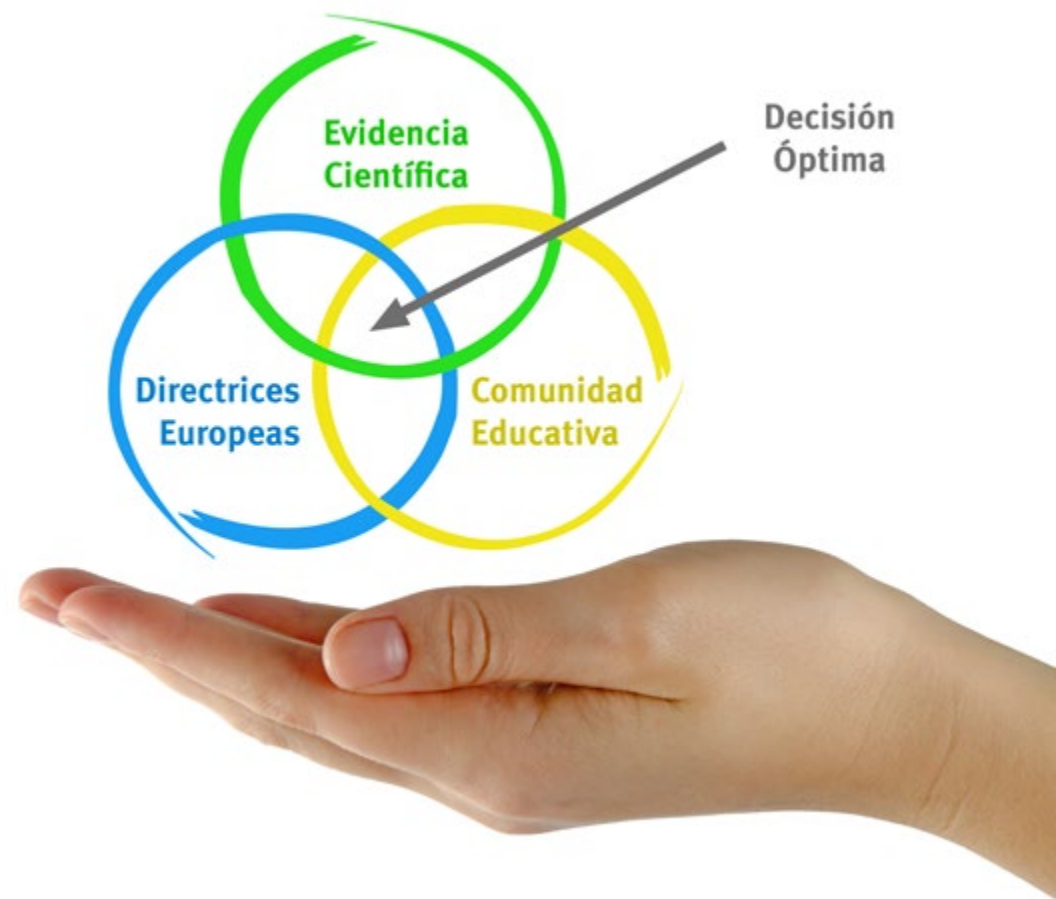 Evidencia
Científica
Decisión
Óptima
Directrices
Europeas
Comunidad
Educativa